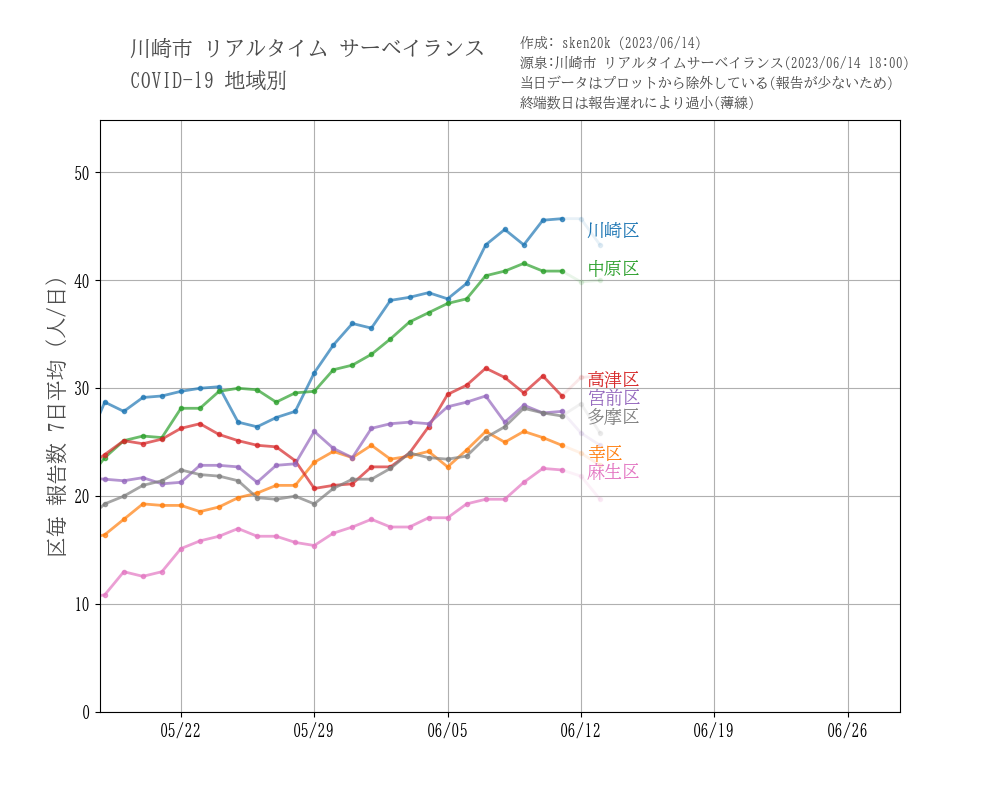 川崎市 リアルタイム サーベイランス
COVID-19 地域別
作成: sken20k (2023/06/14)
源泉:川崎市 リアルタイムサーベイランス(2023/06/14 18:00)
当日データはプロットから除外している(報告が少ないため)
終端数日は報告遅れにより過小(薄線)
区毎 報告数 7日平均 (人/日)
50
40
30
20
10
0
川崎区
中原区
高津区
宮前区
多摩区
幸区
麻生区
05/22
05/29
06/05
06/12
06/19
06/26